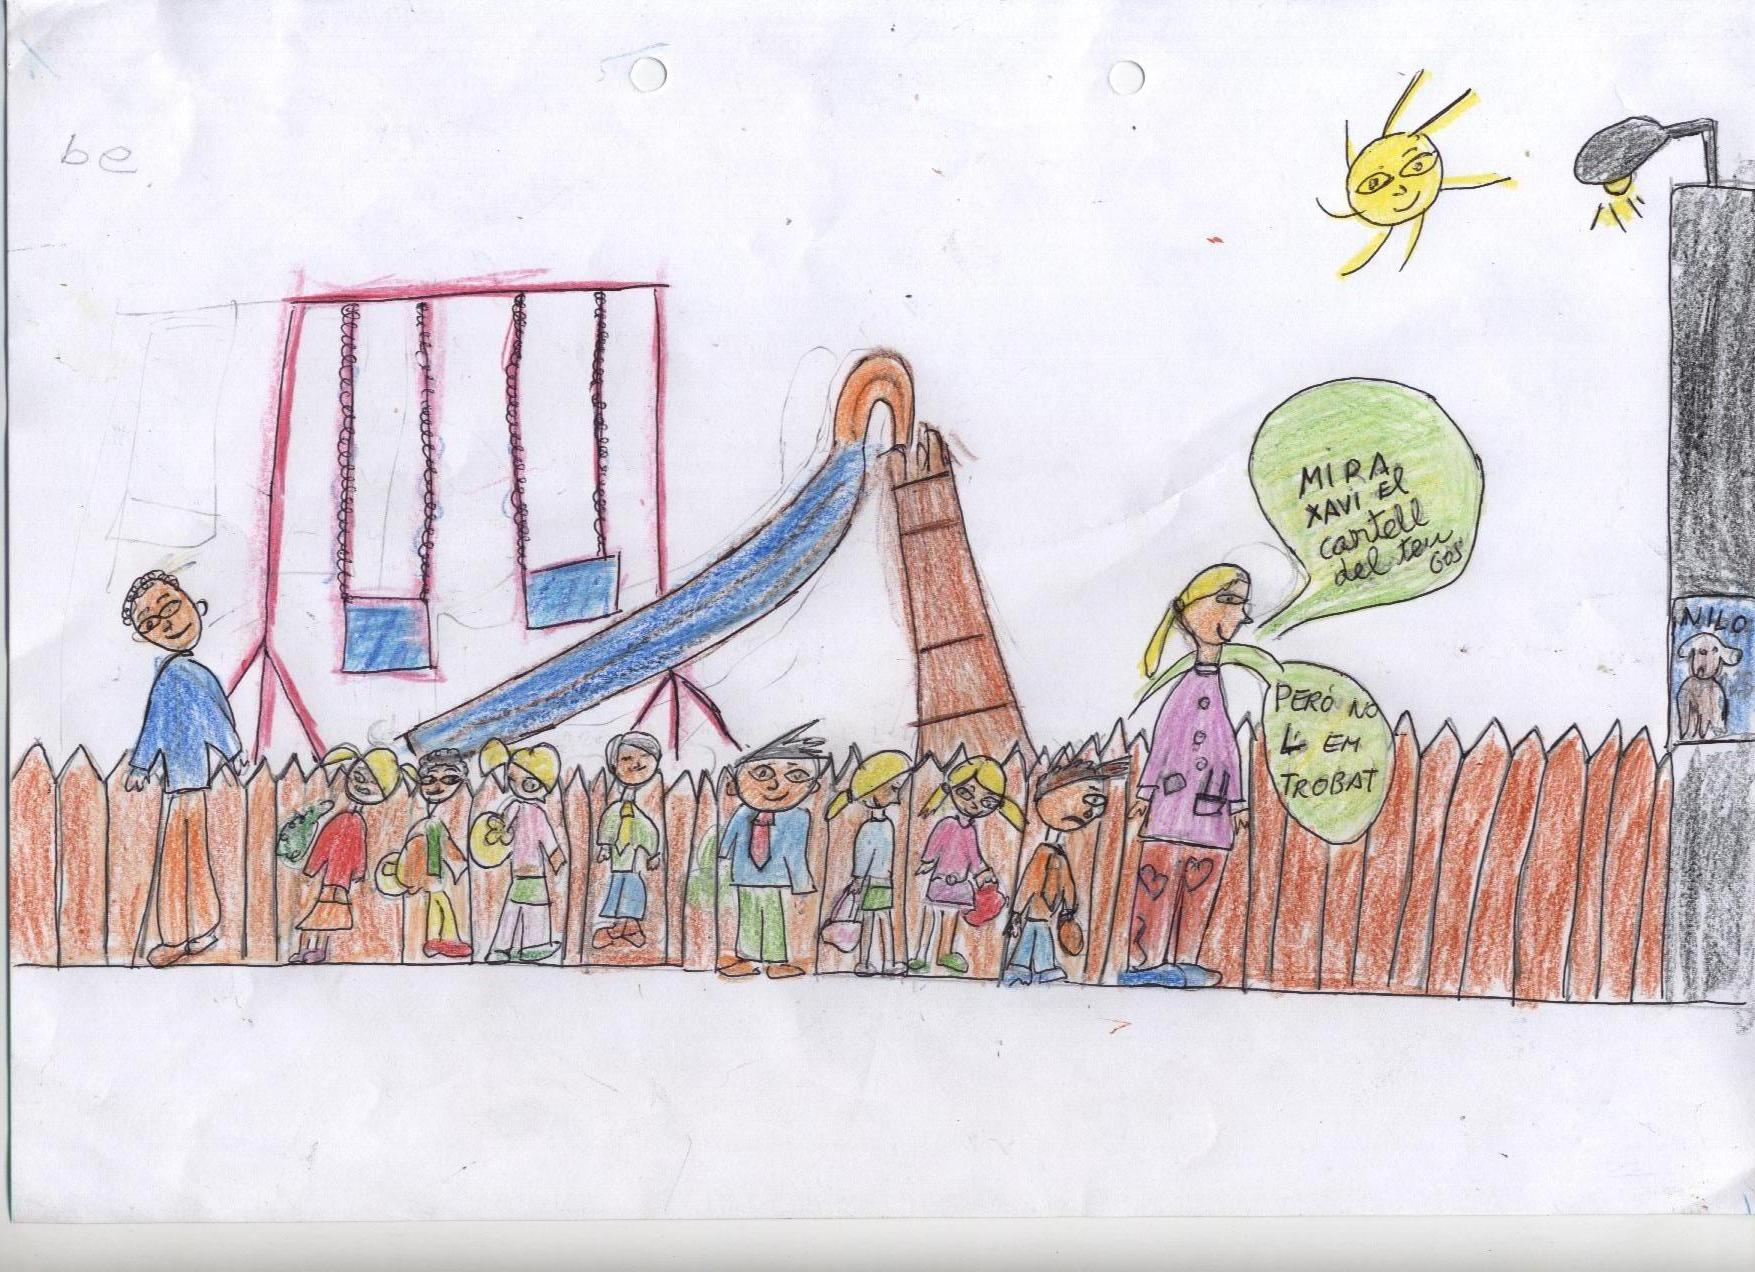 be
MIRA
XAVI El
cartell
del teu
GOS
PERÒ NO
L' EM
TROBAT
NILO